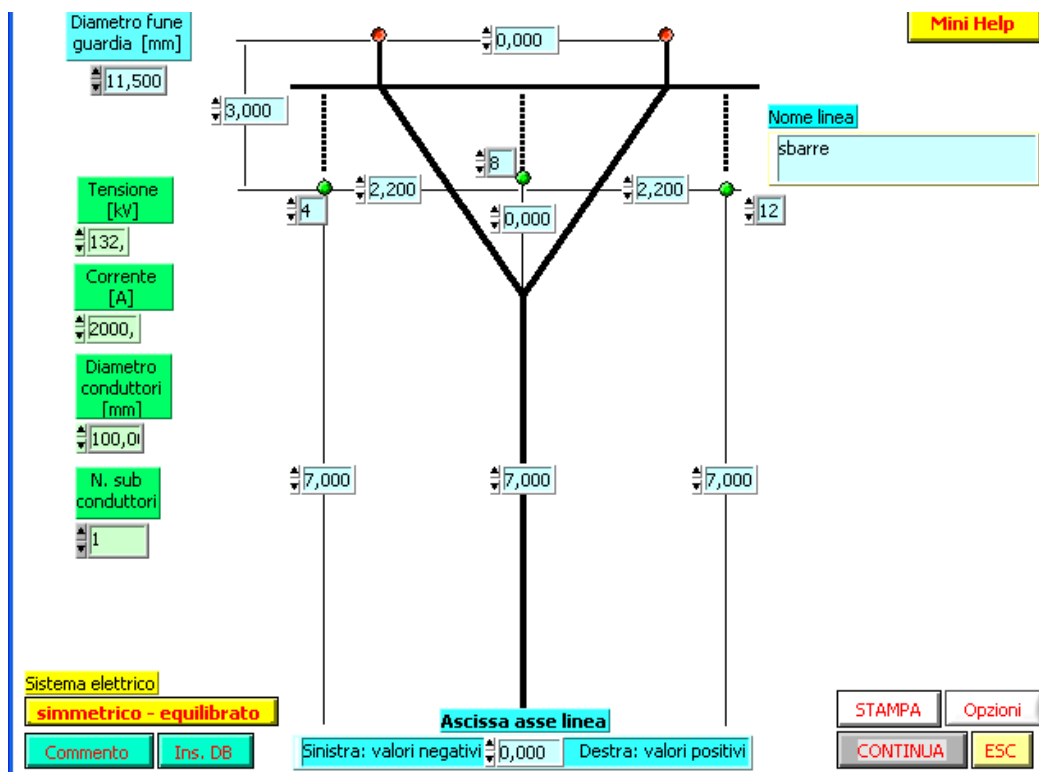 Diametro fune
guardia [mm]
11,500
0,000
Mini Help
3,000
Nome linea
sbarre
8
Tensione
[kV]
132,
4
2,200
2,200
12
0,000
Corrente
[A]
2000,
Diametro
conduttori
[mm]
100,0
N. sub
conduttori
1
7,000
7,000
7,000
Sistema elettrico
simmetrico - equilibrato
Commento
Ins. DB
Ascissa asse linea
Sinistra: valori negativi
0,000
Destra: valori positivi
STAMPA
Opzioni
CONTINUA
ESC